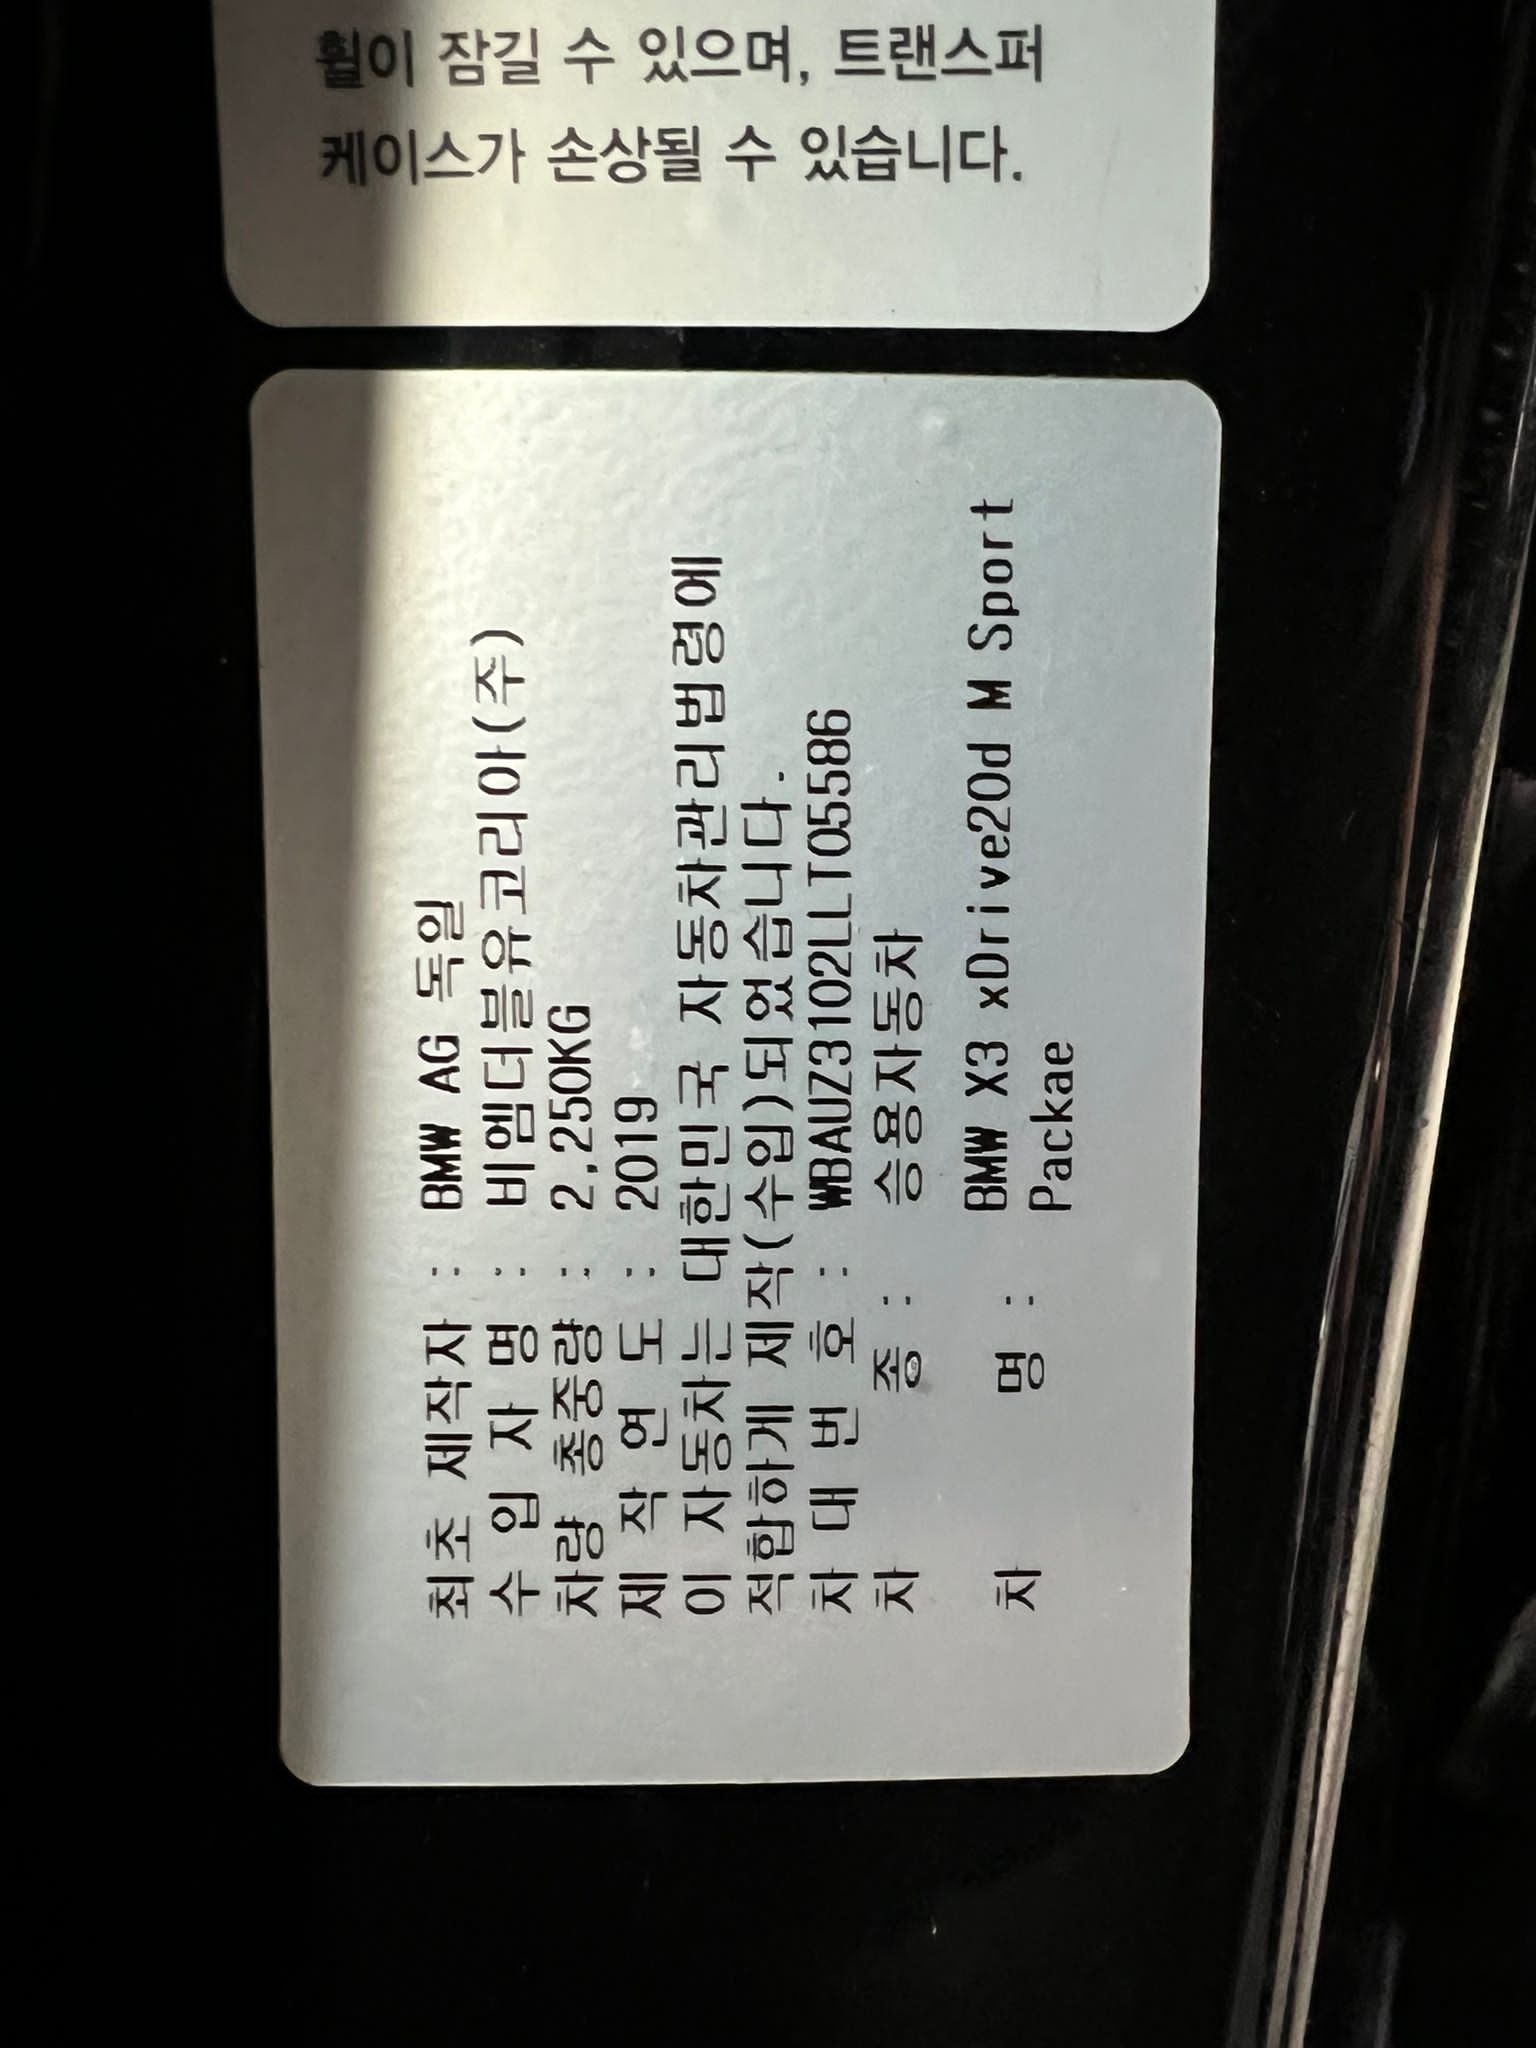 휠이 잠길 수 있으며, 트랜스퍼
케이스가 손상될 수 있습니다.
최초 제작자 : BMW AG 독일
수 입 자 명 : 비엠더블유코리아(주)
차량 총중량 : 2,250KG
제 작 연 도 : 2019
이 자동차는 대한민국 자동차관리법령에
적합하게 제작(수입)되었습니다.
차 대 번 호 : WBAUZ3102LLT05586
차 종 : 승용자동차
차 명 : BMW X3 xDrive20d M Sport
Packae